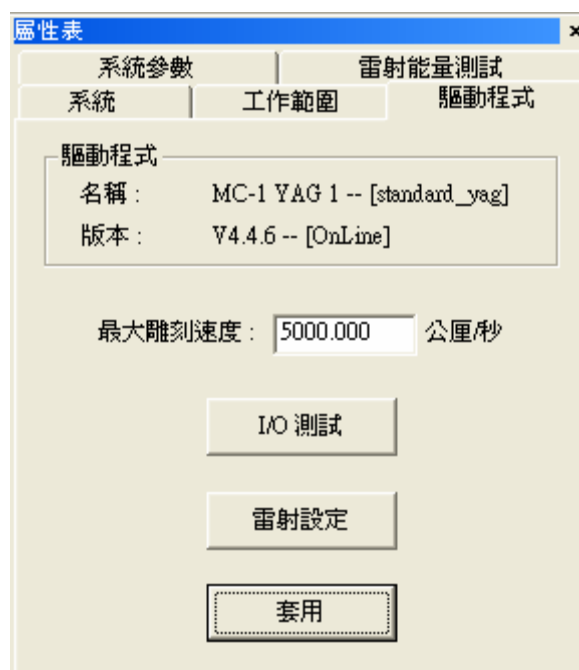 屬性表
系統參數 雷射能量測試
系統 工作範圍 驅動程式
驅動程式
名稱: MC-1 YAG 1 -- [standard_yag]
版本: V4.4.6 -- [OnLine]
最大雕刻速度: 5000.000 公厘/秒
I/O 測試
雷射設定
套用